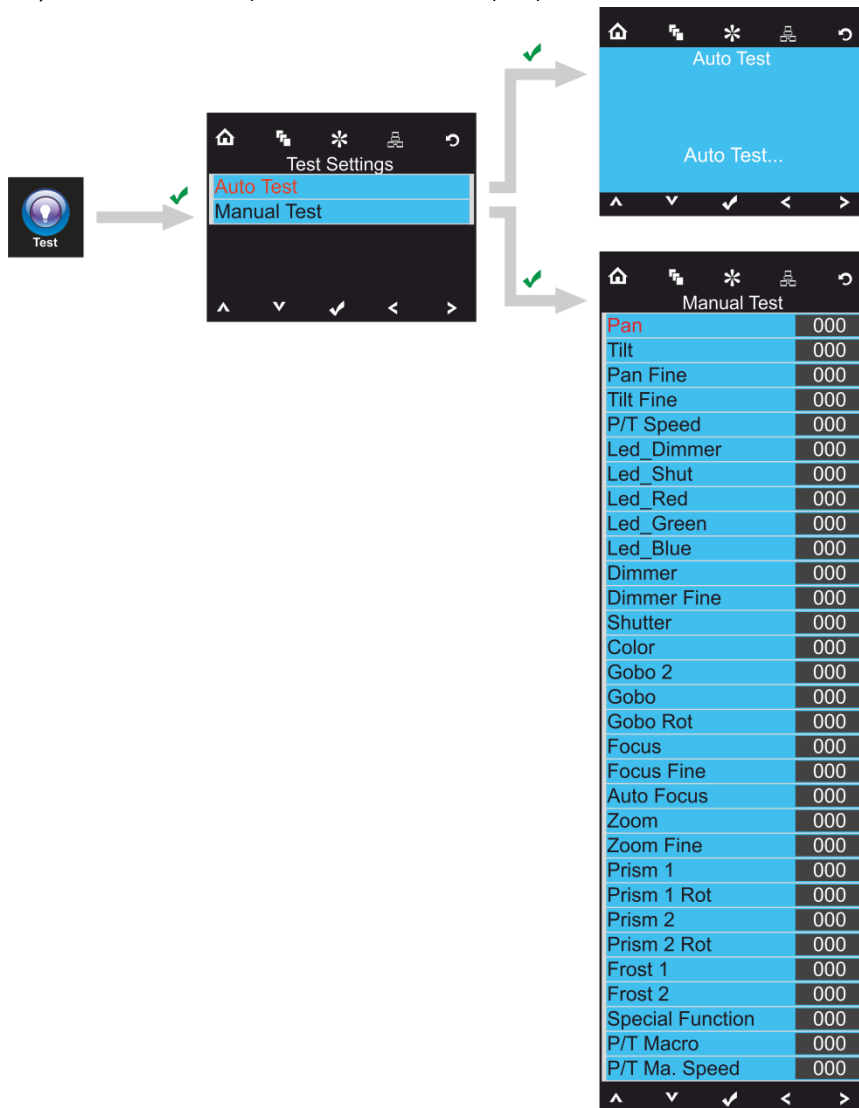 Test
Test Settings
Auto Test
Manual Test
Auto Test
Auto Test...
Manual Test
Pan 000
Tilt 000
Pan Fine 000
Tilt Fine 000
P/T Speed 000
Led_Dimmer 000
Led_Shut 000
Led_Red 000
Led_Green 000
Led_Blue 000
Dimmer 000
Dimmer Fine 000
Shutter 000
Color 000
Gobo 2 000
Gobo 000
Gobo Rot 000
Focus 000
Focus Fine 000
Auto Focus 000
Zoom 000
Zoom Fine 000
Prism 1 000
Prism 1 Rot 000
Prism 2 000
Prism 2 Rot 000
Frost 1 000
Frost 2 000
Special Function 000
P/T Macro 000
P/T Ma. Speed 000